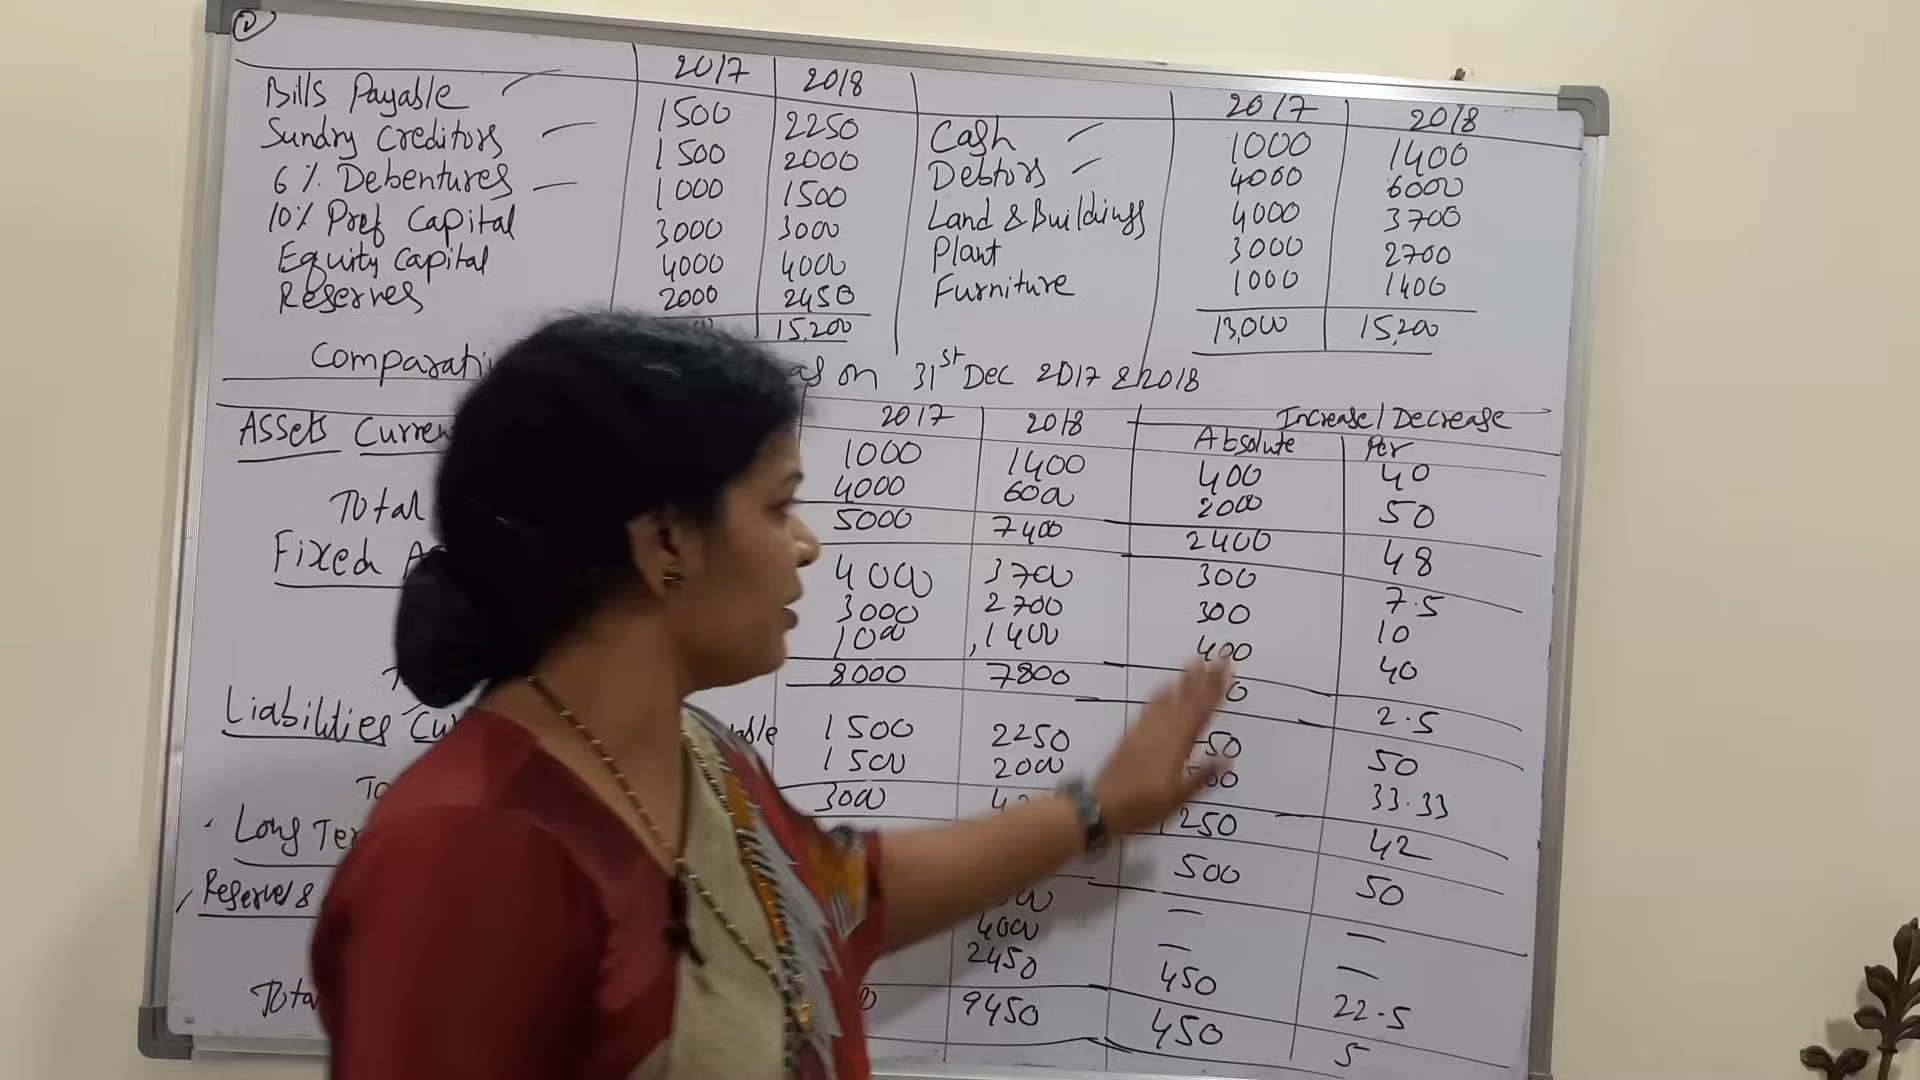 2017 2018 2017 2018
Bills Payable 1500 2250 Cash 1000 1400
Sundry Creditors 1500 2000 Debtors 4000 6000
6% Debentures 1000 1500 Land & Buildings 4000 3700
10% Pref Capital 3000 3000 Plant 3000 2700
Equity Capital 4000 4000 Furniture 1000 1400
Reserves 2000 2450
15,200 13,000 15,200
as on 31st Dec 2017 & 2018
Assets 2017 2018 Increase/Decrease
Absolute Per
1000 1400 400 40
4000 6000 2000 50
Total 5000 7400 2400 48
Fixed 4000 3700 300 7.5
3000 2700 300 10
1000 1400 400 40
8000 7800 2.5
Liabilities 1500 2250 50
1500 2000 33.33
3000 1250 42
Long 500 50
Reserves & — —
4000 — —
2450 450 22.5
9450 450 5